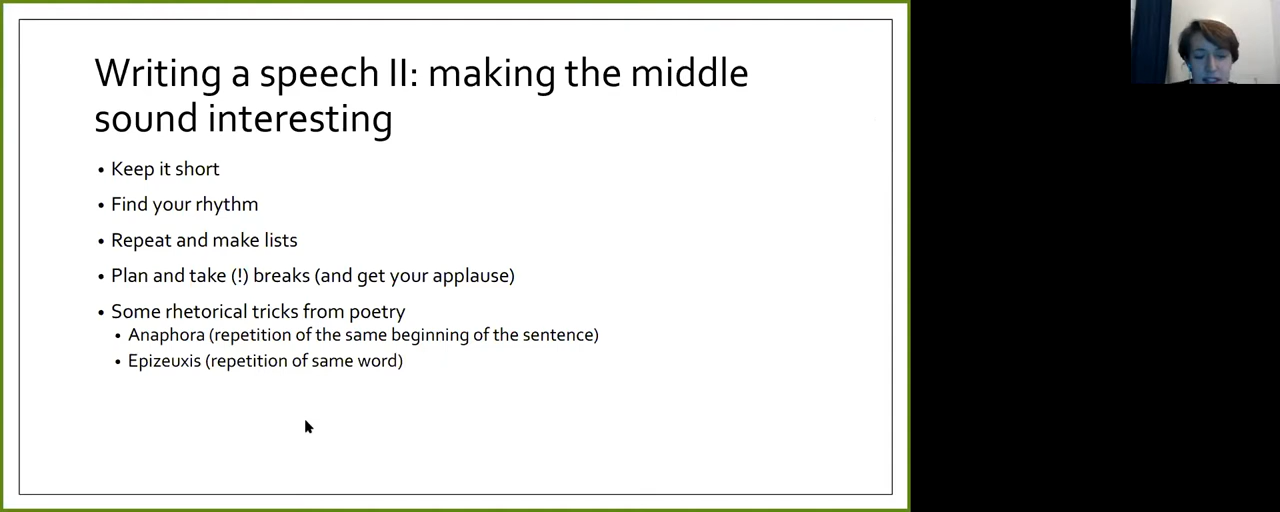 Writing a speech II: making the middle
sound interesting
• Keep it short
• Find your rhythm
• Repeat and make lists
• Plan and take (!) breaks (and get your applause)
• Some rhetorical tricks from poetry
• Anaphora (repetition of the same beginning of the sentence)
• Epizeuxis (repetition of same word)